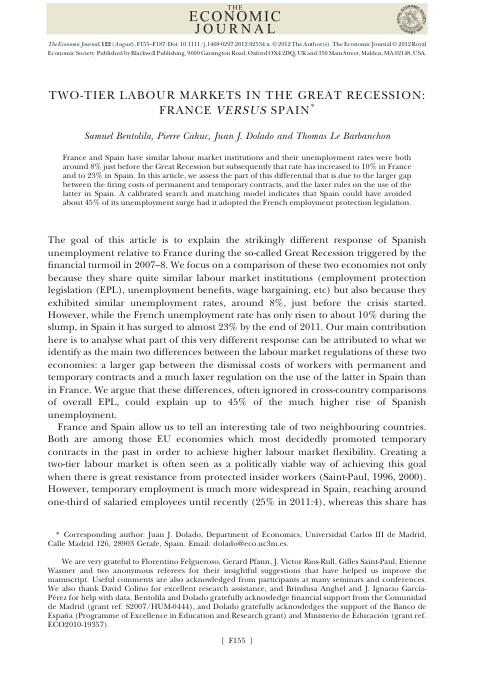 THE
ECONOMIC
JOURNAL
The Economic Journal, 122 (August), F155–F187. Doi: 10.1111/j.1468-0297.2012.02534.x. © 2012 The Author(s). The Economic Journal © 2012 Royal
Economic Society. Published by Blackwell Publishing, 9600 Garsington Road, Oxford OX4 2DQ, UK and 350 Main Street, Malden, MA 02148, USA.
TWO-TIER LABOUR MARKETS IN THE GREAT RECESSION:
FRANCE VERSUS SPAIN*
Samuel Bentolila, Pierre Cahuc, Juan J. Dolado and Thomas Le Barbanchon
France and Spain have similar labour market institutions and their unemployment rates were both
around 8% just before the Great Recession but subsequently that rate has increased to 10% in France
and to 23% in Spain. In this article, we assess the part of this differential that is due to the larger gap
between the firing costs of permanent and temporary contracts, and the laxer rules on the use of the
latter in Spain. A calibrated search and matching model indicates that Spain could have avoided
about 45% of its unemployment surge had it adopted the French employment protection legislation.
The goal of this article is to explain the strikingly different response of Spanish
unemployment relative to France during the so-called Great Recession triggered by the
financial turmoil in 2007–8. We focus on a comparison of these two economies not only
because they share quite similar labour market institutions (employment protection
legislation (EPL), unemployment benefits, wage bargaining, etc) but also because they
exhibited similar unemployment rates, around 8%, just before the crisis started.
However, while the French unemployment rate has only risen to about 10% during the
slump, in Spain it has surged to almost 23% by the end of 2011. Our main contribution
here is to analyse what part of this very different response can be attributed to what we
identify as the main two differences between the labour market regulations of these two
economies: a larger gap between the dismissal costs of workers with permanent and
temporary contracts and a much laxer regulation on the use of the latter in Spain than
in France. We argue that these differences, often ignored in cross-country comparisons
of overall EPL, could explain up to 45% of the much higher rise of Spanish
unemployment.
France and Spain allow us to tell an interesting tale of two neighbouring countries.
Both are among those EU economies which most decidedly promoted temporary
contracts in the past in order to achieve higher labour market flexibility. Creating a
two-tier labour market is often seen as a politically viable way of achieving this goal
when there is great resistance from protected insider workers (Saint-Paul, 1996, 2000).
However, temporary employment is much more widespread in Spain, reaching around
one-third of salaried employees until recently (25% in 2011:4), whereas this share has
* Corresponding author: Juan J. Dolado, Department of Economics, Universidad Carlos III de Madrid,
Calle Madrid 126, 28903 Getafe, Spain. Email: dolado@eco.uc3m.es.
We are very grateful to Florentino Felgueroso, Gerard Pfann, J. Victor Rios-Rull, Gilles Saint-Paul, Etienne
Wasmer and two anonymous referees for their insightful suggestions that have helped us improve the
manuscript. Useful comments are also acknowledged from participants at many seminars and conferences.
We also thank David Colino for excellent research assistance, and Brindusa Anghel and J. Ignacio García-
Pérez for help with data. Bentolila and Dolado gratefully acknowledge financial support from the Comunidad
de Madrid (grant ref. S2007/HUM-0444), and Dolado gratefully acknowledges the support of the Banco de
España (Programme of Excellence in Education and Research grant) and Ministerio de Educación (grant ref.
ECO2010-19357).
[ F155 ]